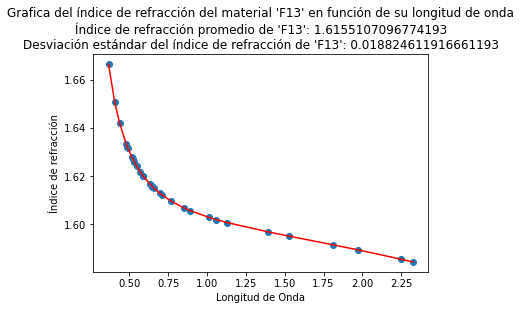 Grafica del índice de refracción del material 'F13' en función de su longitud de onda
Índice de refracción promedio de 'F13': 1.6155107096774193
Desviación estándar del índice de refracción de 'F13': 0.018824611916661193
1.66
1.64
1.62
1.60
Índice de refracción
0.50 0.75 1.00 1.25 1.50 1.75 2.00 2.25
Longitud de Onda